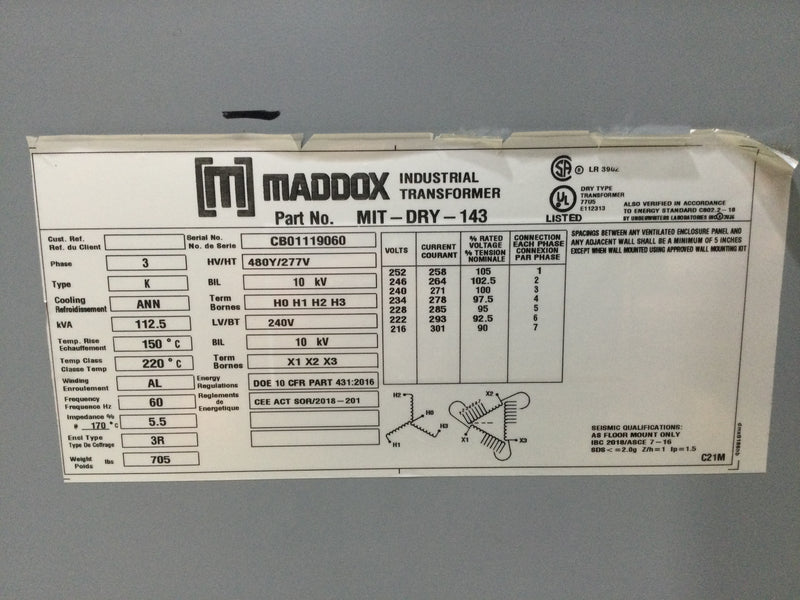 [M] MADDOX INDUSTRIAL TRANSFORMER
Part No. MIT-DRY-143
LR 3902
DRY TYPE TRANSFORMER 77US E112313
LISTED
ALSO VERIFIED IN ACCORDANCE
TO ENERGY STANDARD C802.2-18
BY UNDERWRITERS LABORATORIES INC.
Cust. Ref.
Ref. du Client
Serial No.
No. de Serie
CB01119060
Phase 3
HV/HT 480Y/277V
Type K
BIL 10 kV
Cooling
Refroidissement
ANN
Term
Bornes
H0 H1 H2 H3
kVA 112.5
LV/BT 240V
Temp. Rise
Echauffement
150 °C
BIL 10 kV
Temp Class
Classe Temp
220 °C
Term
Bornes
X1 X2 X3
Winding
Enroulement
AL
Energy
Regulations
DOE 10 CFR PART 431:2016
Frequency
Frequence Hz
60
Reglements
de
Energetique
CEE ACT SOR/2018-201
Impedance %
@ 170 °C
5.5
Encl Type
Type De Coffrage
3R
Weight
Poids
lbs
705
VOLTS
CURRENT
COURANT
% RATED
VOLTAGE
% TENSION
NOMINALE
CONNECTION
EACH PHASE
CONNEXION
PAR PHASE
252 258 105 1
246 264 102.5 2
240 271 100 3
234 278 97.5 4
228 285 95 5
222 293 92.5 6
216 301 90 7
SPACINGS BETWEEN ANY VENTILATED ENCLOSURE PANEL AND
ANY ADJACENT WALL SHALL BE A MINIMUM OF 5 INCHES
EXCEPT WHEN WALL MOUNTED USING APPROVED WALL MOUNTING KIT
H2
H0
H1
H3
X2
X1
X3
SEISMIC QUALIFICATIONS:
AS FLOOR MOUNT ONLY
IBC 2018/ASCE 7-16
SDS <=2.0g Z/h=1 Ip=1.5
C21M